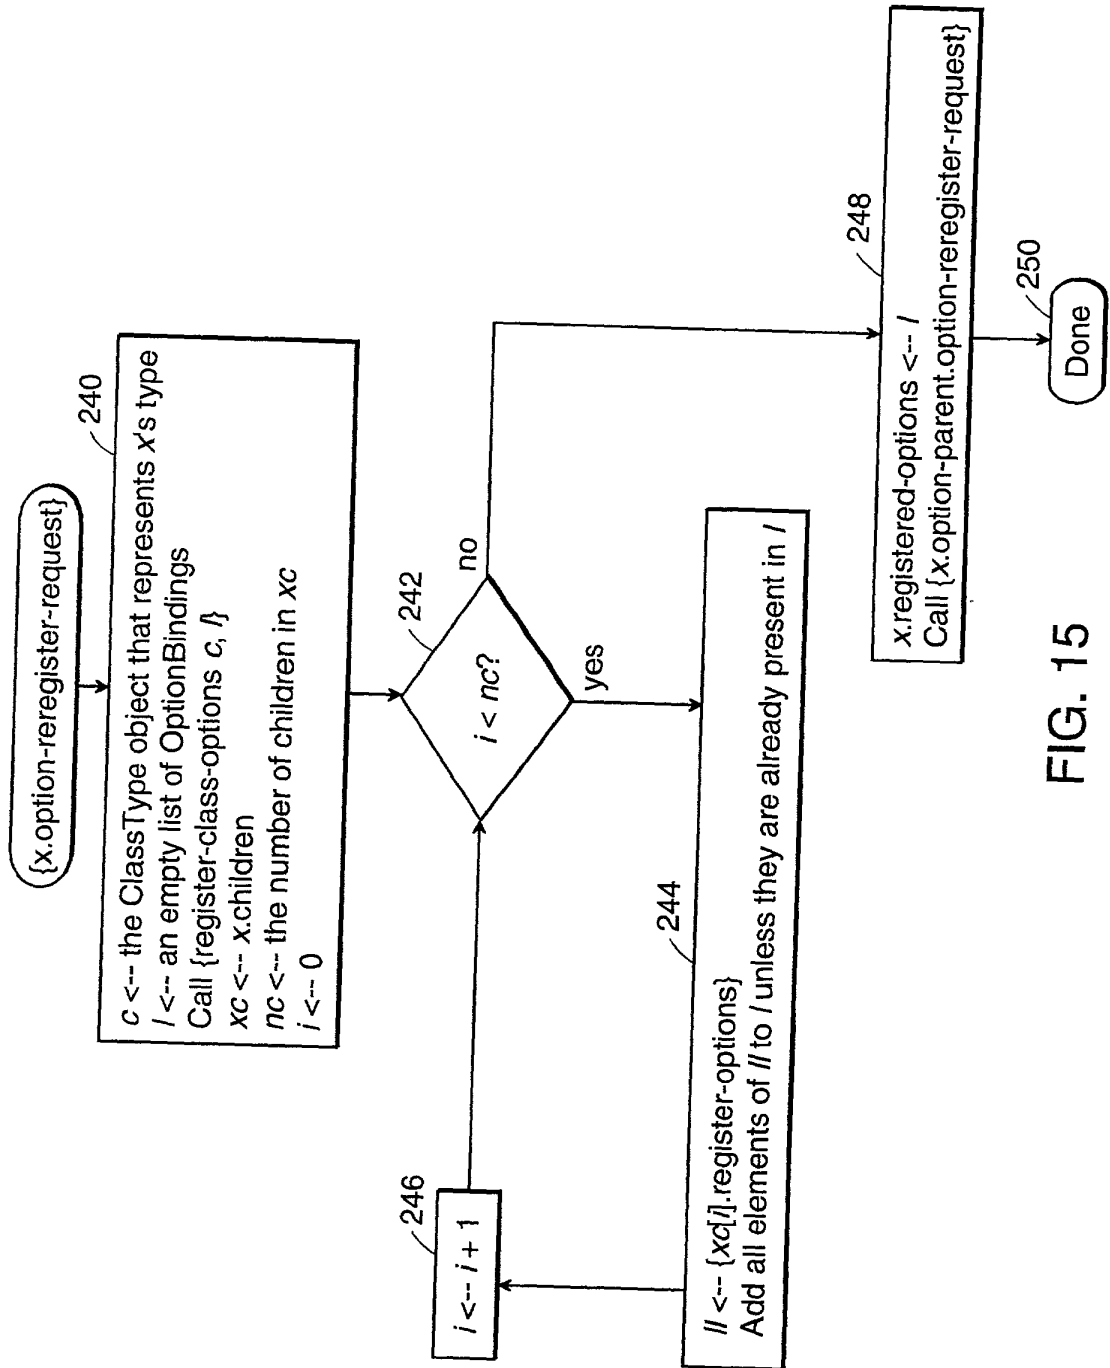 {x.option-reregister-request}
240
c <-- the ClassType object that represents x's type
l <-- an empty list of OptionBindings
Call {register-class-options c, l}
xc <-- x.children
nc <-- the number of children in xc
i <-- 0
242
i < nc?
no
yes
246
i <-- i + 1
244
ll <-- {xc[i].register-options}
Add all elements of ll to l unless they are already present in l
248
x.registered-options <-- l
Call {x.option-parent.option-reregister-request}
250
Done
FIG. 15